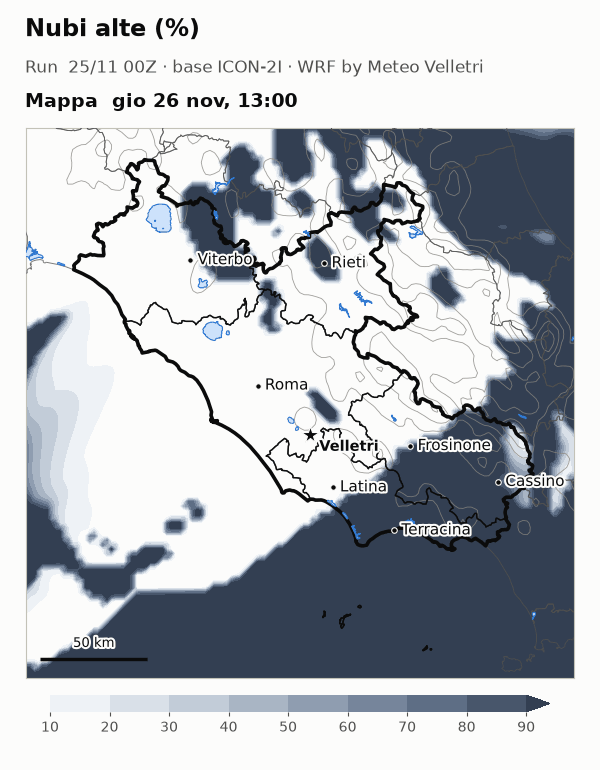 Nubi alte (%)
Run 25/11 00Z · base ICON-2I · WRF by Meteo Velletri
Mappa gio 26 nov, 13:00
Viterbo
Rieti
Roma
Velletri
Frosinone
Latina
Cassino
Terracina
50 km
10 20 30 40 50 60 70 80 90